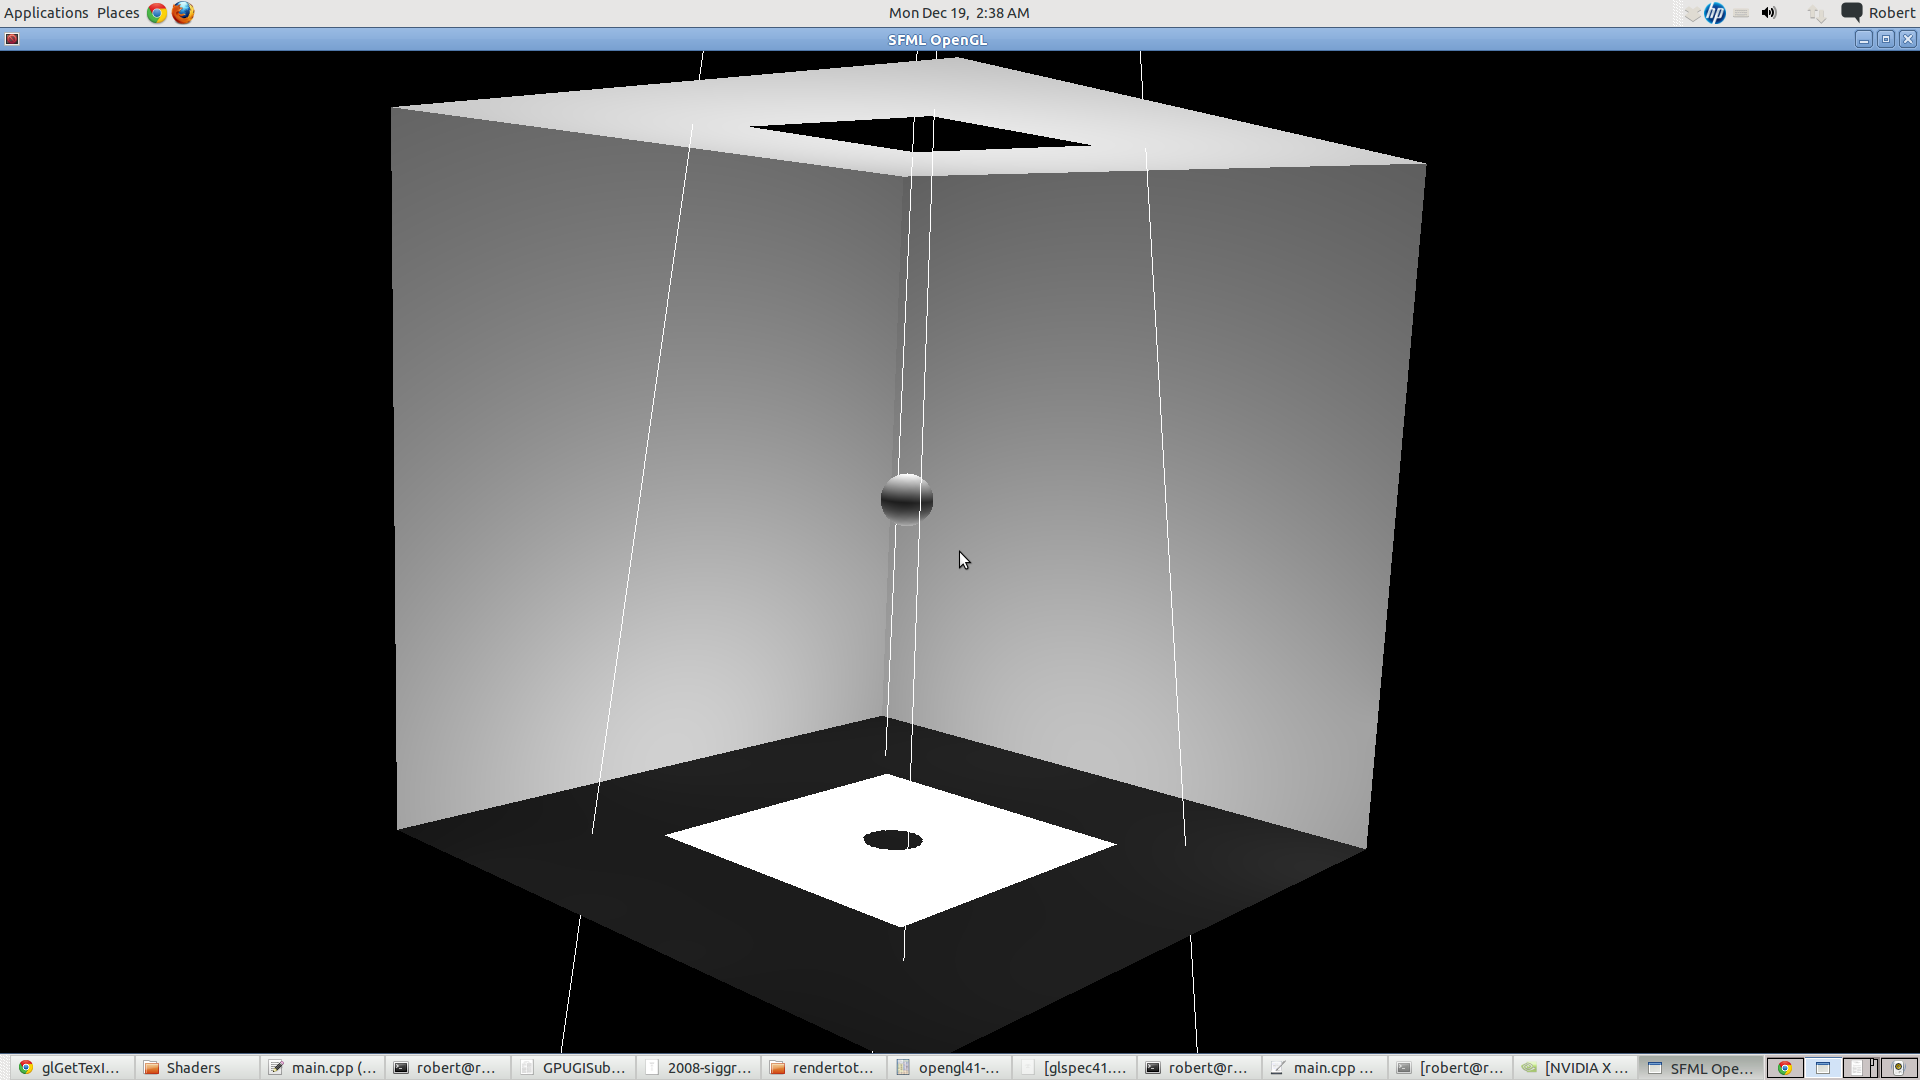 Applications Places Mon Dec 19, 2:38 AM hp Robert
SFML OpenGL
glGetTexI... Shaders main.cpp (... robert@r... GPUGISub... 2008-siggr... rendertot... opengl41-... [glspec41.... robert@r... main.cpp ... [robert@r... [NVIDIA X ... SFML Ope...